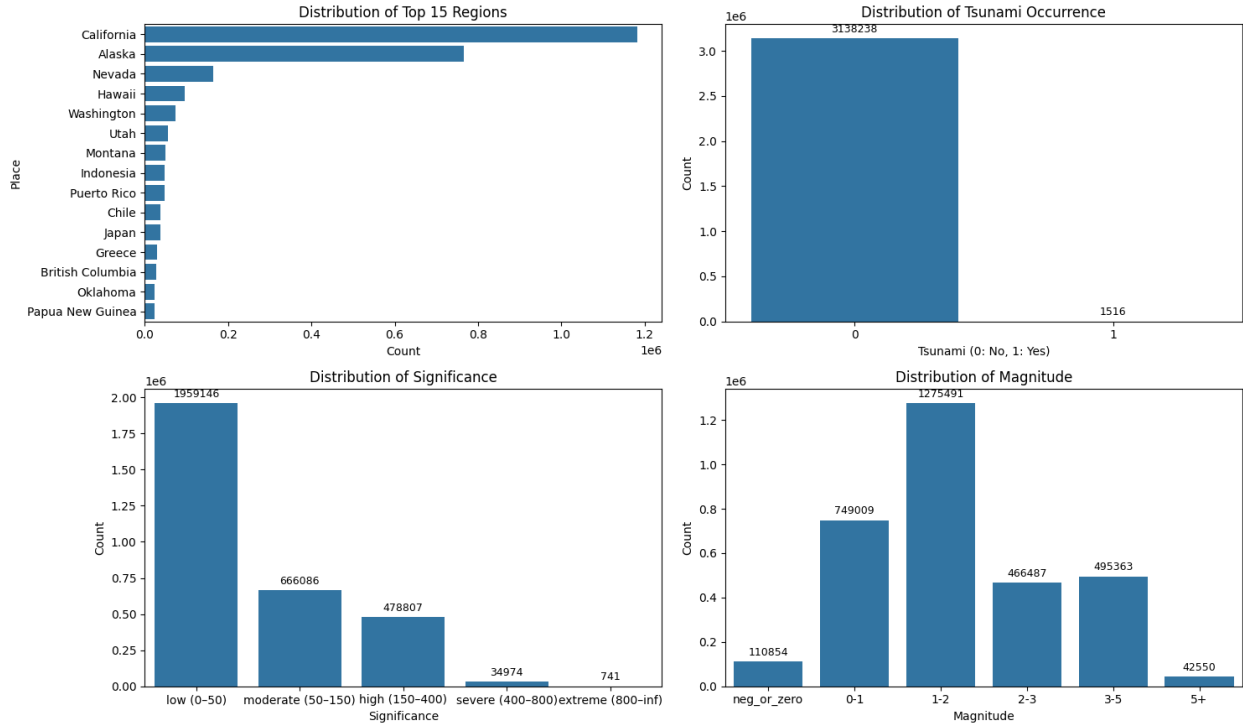 Distribution of Top 15 Regions
Place
California
Alaska
Nevada
Hawaii
Washington
Utah
Montana
Indonesia
Puerto Rico
Chile
Japan
Greece
British Columbia
Oklahoma
Papua New Guinea
0.0 0.2 0.4 0.6 0.8 1.0 1.2
1e6
Count
Distribution of Tsunami Occurrence
1e6
Count
3.0
2.5
2.0
1.5
1.0
0.5
0.0
3138238
1516
0 1
Tsunami (0: No, 1: Yes)
Distribution of Significance
1e6
Count
2.00
1.75
1.50
1.25
1.00
0.75
0.50
0.25
0.00
1959146
666086
478807
34974
741
low (0–50) moderate (50–150) high (150–400) severe (400–800) extreme (800–inf)
Significance
Distribution of Magnitude
1e6
Count
1.2
1.0
0.8
0.6
0.4
0.2
0.0
110854
749009
1275491
466487
495363
42550
neg_or_zero 0-1 1-2 2-3 3-5 5+
Magnitude